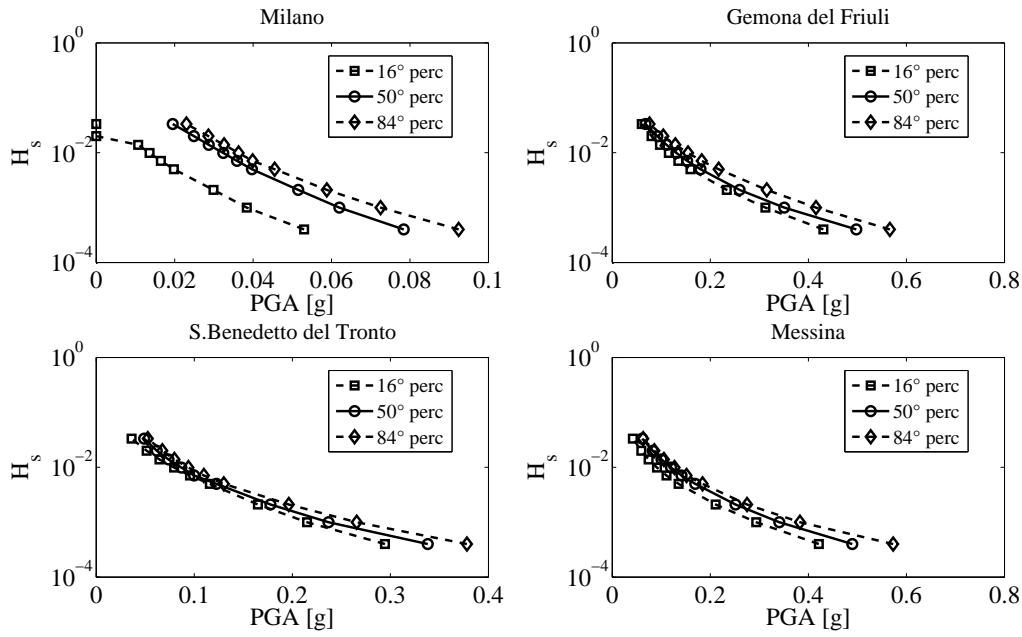 Milano
10^0
10^-2
10^-4
H_s
16° perc
50° perc
84° perc
0 0.02 0.04 0.06 0.08 0.1
PGA [g]
Gemona del Friuli
10^0
10^-2
10^-4
H_s
16° perc
50° perc
84° perc
0 0.2 0.4 0.6 0.8
PGA [g]
S.Benedetto del Tronto
10^0
10^-2
10^-4
H_s
16° perc
50° perc
84° perc
0 0.1 0.2 0.3 0.4
PGA [g]
Messina
10^0
10^-2
10^-4
H_s
16° perc
50° perc
84° perc
0 0.2 0.4 0.6 0.8
PGA [g]